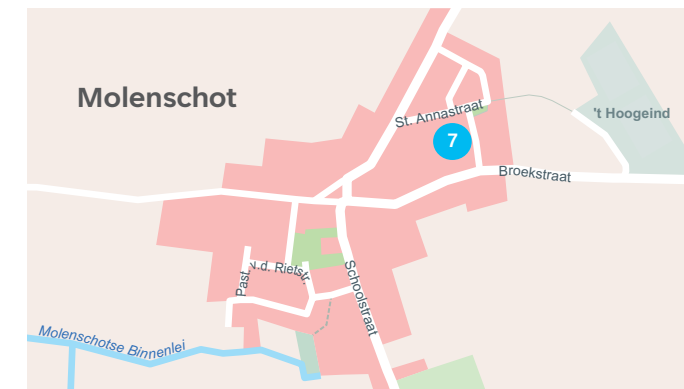 Molenschot
't Hoogeind
St. Annastraat
7
Broekstraat
Past. v.d. Rietstr.
Schoolstraat
Molenschotse Binnenlei